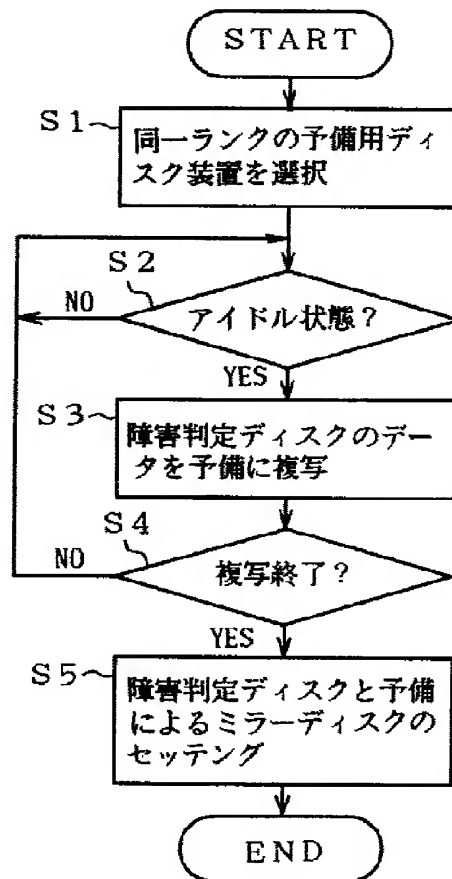 START
S1
同一ランクの予備用ディ
スク装置を選択
S2
NO
アイドル状態？
YES
S3
障害判定ディスクのデー
タを予備に複写
S4
NO
複写終了？
YES
S5
障害判定ディスクと予備
によるミラーディスクの
セッテング
END